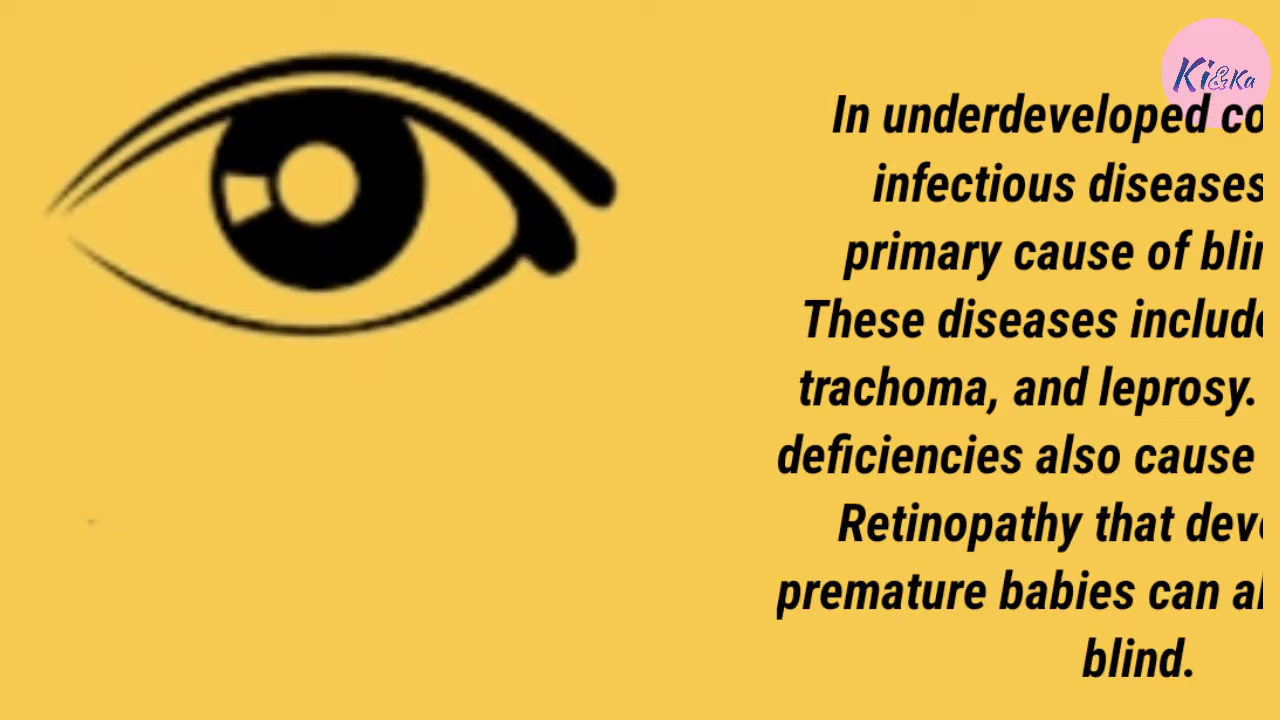 Ki&Ka
In underdeveloped
infectious diseases
primary cause of
These diseases
trachoma, and leprosy.
deficiencies also cause
Retinopathy that
premature babies can
blind.